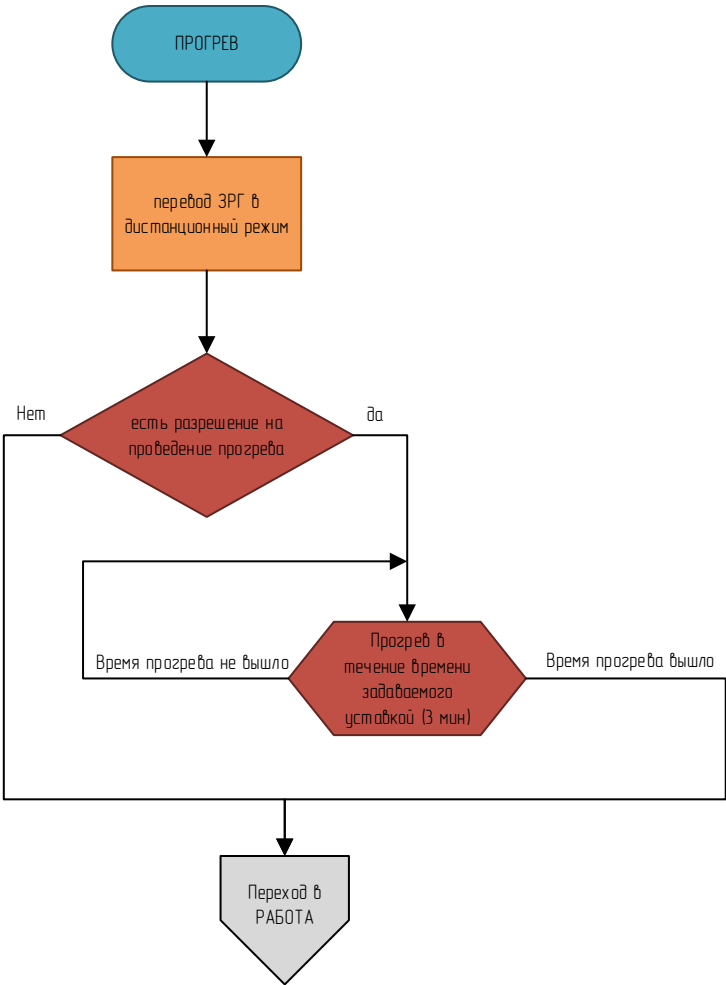 ПРОГРЕВ
перевод ЗРГ в
дистанционный режим
Нет
есть разрешение на
проведение прогрева
да
Время прогрева не вышло
Прогрев в
течение времени
задаваемого
уставкой (3 мин)
Время прогрева вышло
Переход в
РАБОТА